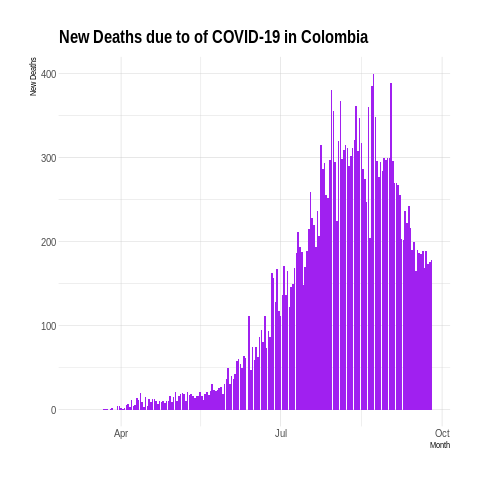 New Deaths due to of COVID-19 in Colombia
New Deaths
400
300
200
100
0
Apr
Jul
Oct
Month